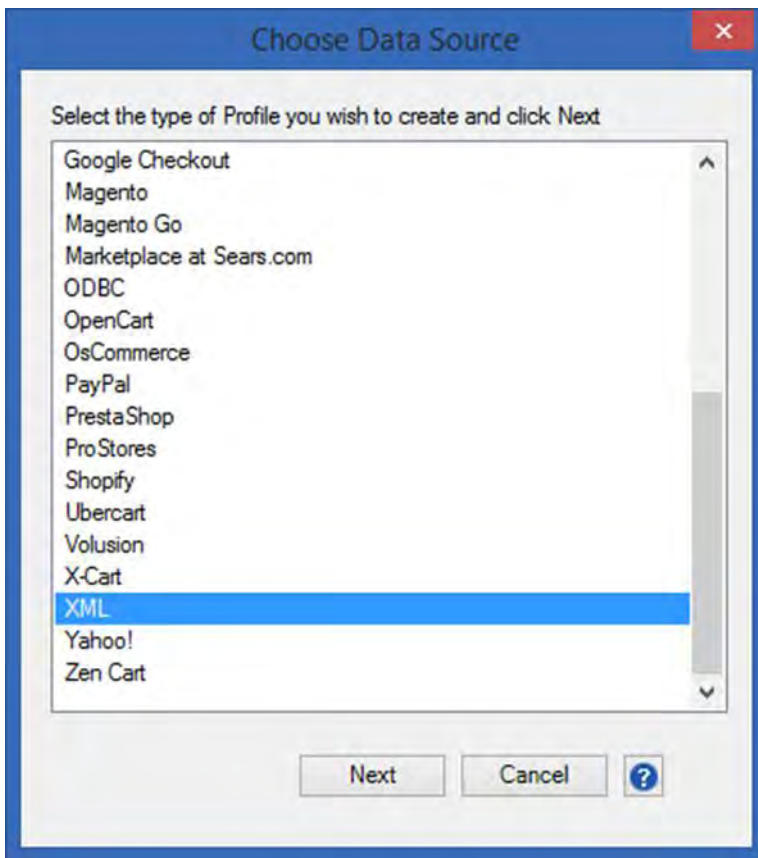 Choose Data Source
Select the type of Profile you wish to create and click Next
Google Checkout
Magento
Magento Go
Marketplace at Sears.com
ODBC
OpenCart
OsCommerce
PayPal
PrestaShop
ProStores
Shopify
Ubercart
Volusion
X-Cart
XML
Yahoo!
Zen Cart
Next Cancel ?